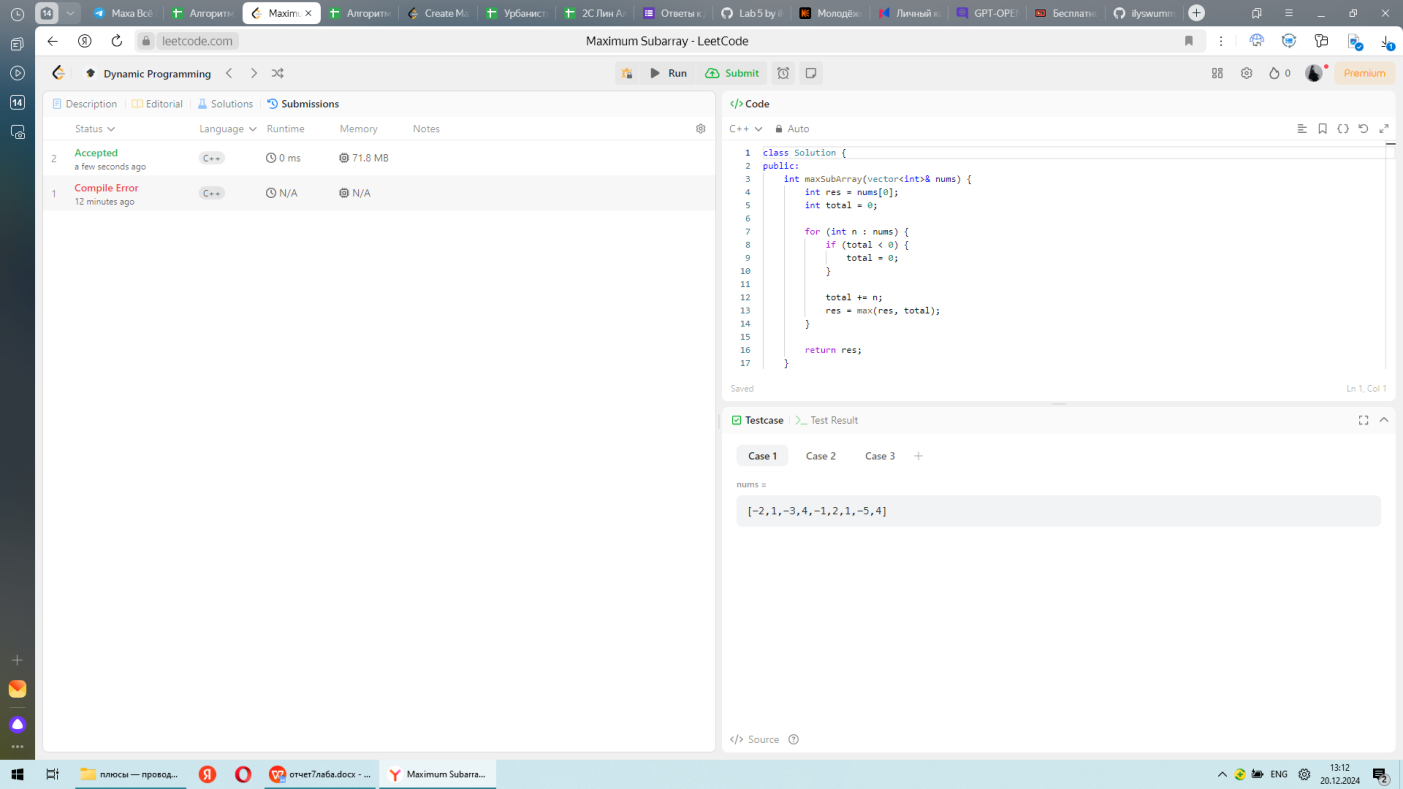 14
Маха Всё
Алгоритм
Maximu
Алгоритм
Create Ma
Урбанист
2С Лин Ал
Ответы к
Lab 5 by il
Молодёж
Личный к
GPT-OPEN
Бесплатн
ilyswumm
leetcode.com
Maximum Subarray - LeetCode
1
14
Dynamic Programming
Run
Submit
0
Premium
Description
Editorial
Solutions
Submissions
Status
Language
Runtime
Memory
Notes
2
Accepted
a few seconds ago
C++
0 ms
71.8 MB
1
Compile Error
12 minutes ago
C++
N/A
N/A
</> Code
C++
Auto
1 class Solution {
2 public:
3 int maxSubArray(vector<int>& nums) {
4 int res = nums[0];
5 int total = 0;
6
7 for (int n : nums) {
8 if (total < 0) {
9 total = 0;
10 }
11
12 total += n;
13 res = max(res, total);
14 }
15
16 return res;
17 }
Saved
Ln 1, Col 1
Testcase
>_ Test Result
Case 1
Case 2
Case 3
+
nums =
[-2,1,-3,4,-1,2,1,-5,4]
</> Source
плюсы — провод...
отчет7лаба.docx - ...
Maximum Subarra...
ENG
13:12
20.12.2024
2